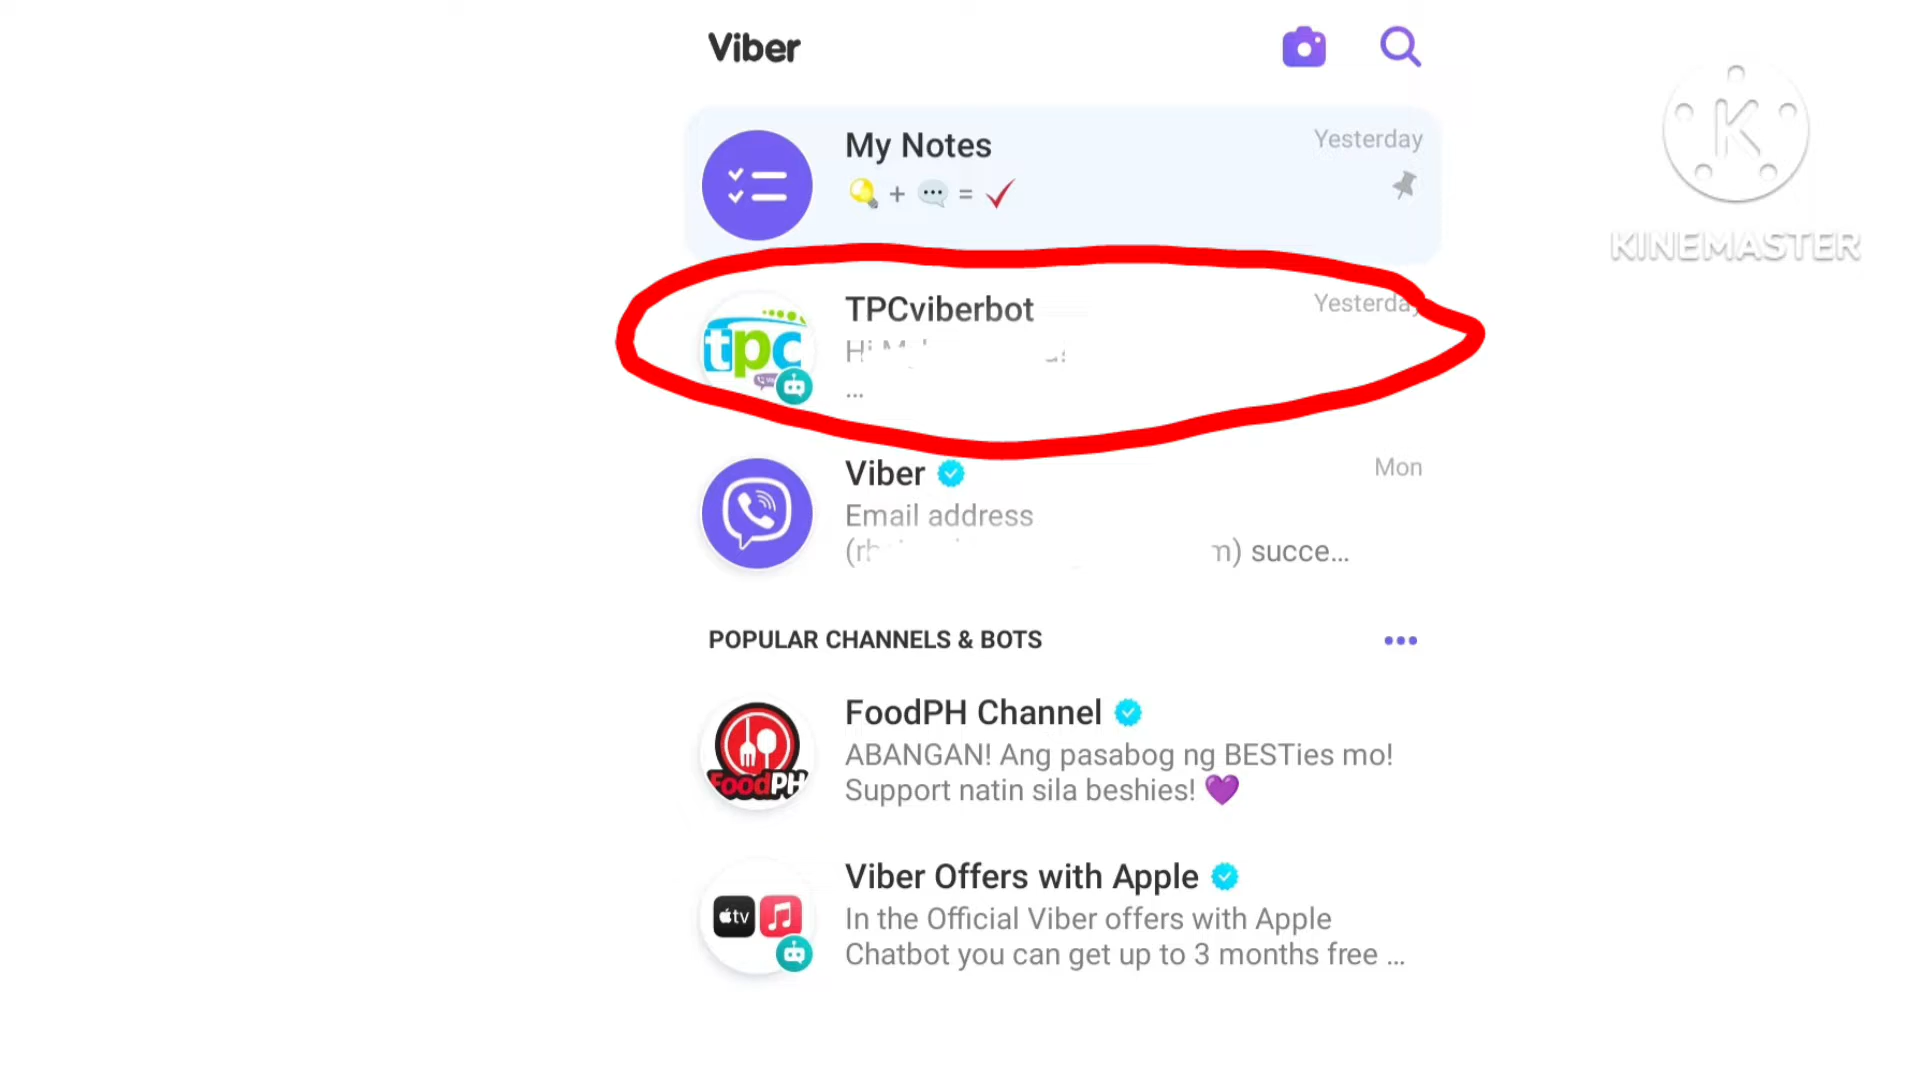 Viber
My Notes
Yesterday
+ = 
TPCviberbot
Yesterday
tpc
Hi
...
Viber
Mon
Email address
succe...
POPULAR CHANNELS & BOTS
FoodPH Channel
ABANGAN! Ang pasabog ng BESTies mo!
Support natin sila beshies! 💜
FoodPH
Viber Offers with Apple
tv
In the Official Viber offers with Apple
Chatbot you can get up to 3 months free ...
K
KINEMASTER